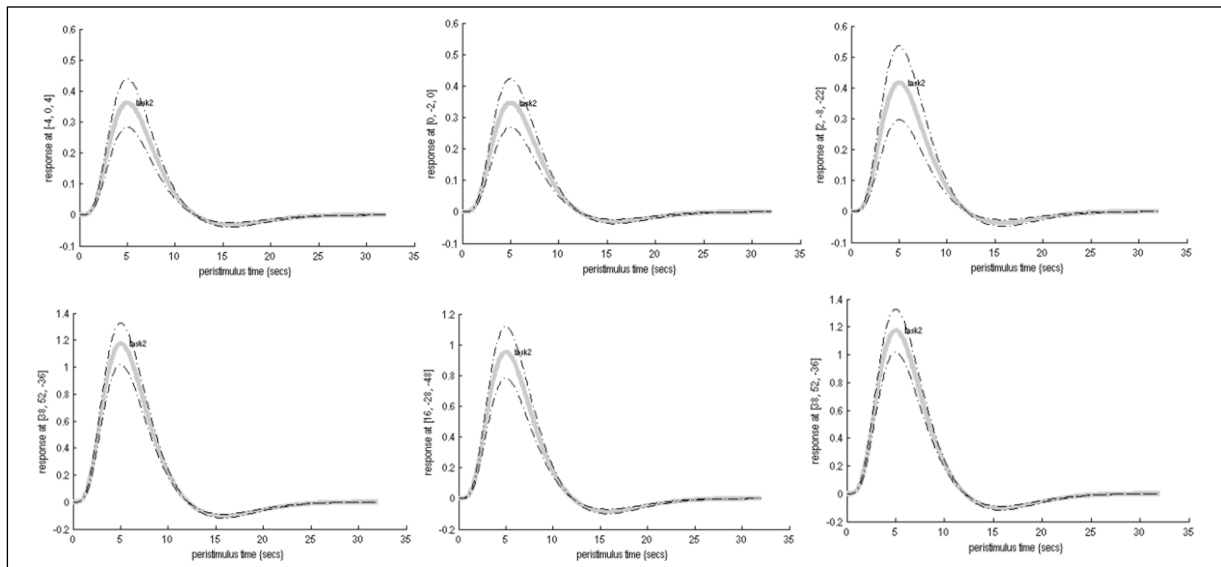 0.6
0.5
0.4
0.3
0.2
0.1
0
-0.1
response at [-4, 0, 4]
task2
0 5 10 15 20 25 30 35
peristimulus time {secs}
0.6
0.5
0.4
0.3
0.2
0.1
0
-0.1
response at [0, -2, 0]
task2
0 5 10 15 20 25 30 35
peristimulus time {secs}
0.6
0.5
0.4
0.3
0.2
0.1
0
-0.1
response at [2, -8, -22]
task2
0 5 10 15 20 25 30 35
peristimulus time {secs}
1.4
1.2
1
0.8
0.6
0.4
0.2
0
-0.2
response at [38, 52, -36]
task2
0 5 10 15 20 25 30 35
peristimulus time {secs}
1.2
1
0.8
0.6
0.4
0.2
0
-0.2
response at [16, -28, -48]
task2
0 5 10 15 20 25 30 35
peristimulus time {secs}
1.4
1.2
1
0.8
0.6
0.4
0.2
0
-0.2
response at [38, 52, -36]
task2
0 5 10 15 20 25 30 35
peristimulus time {secs}